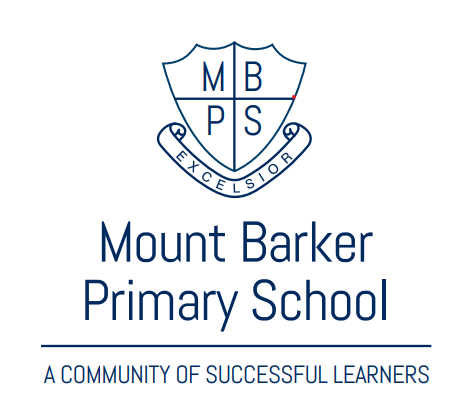 M B
P S
EXCELSIOR
Mount Barker
Primary School
A COMMUNITY OF SUCCESSFUL LEARNERS